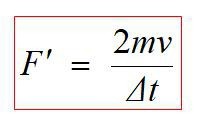 F′ = 2mv / Δt